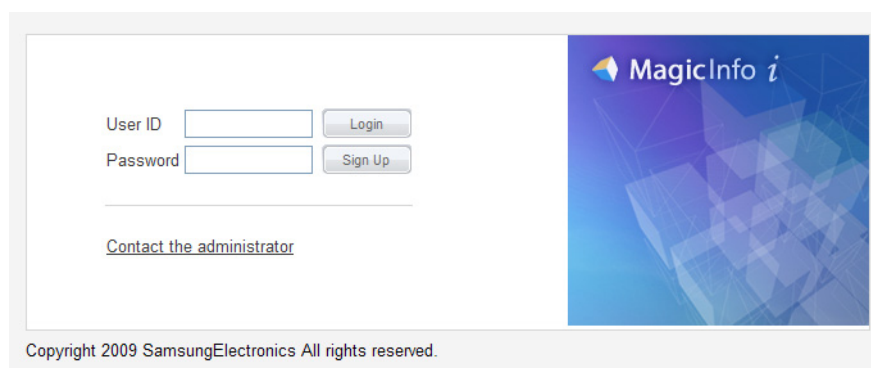 MagicInfo i
User ID
Login
Password
Sign Up
Contact the administrator
Copyright 2009 SamsungElectronics All rights reserved.